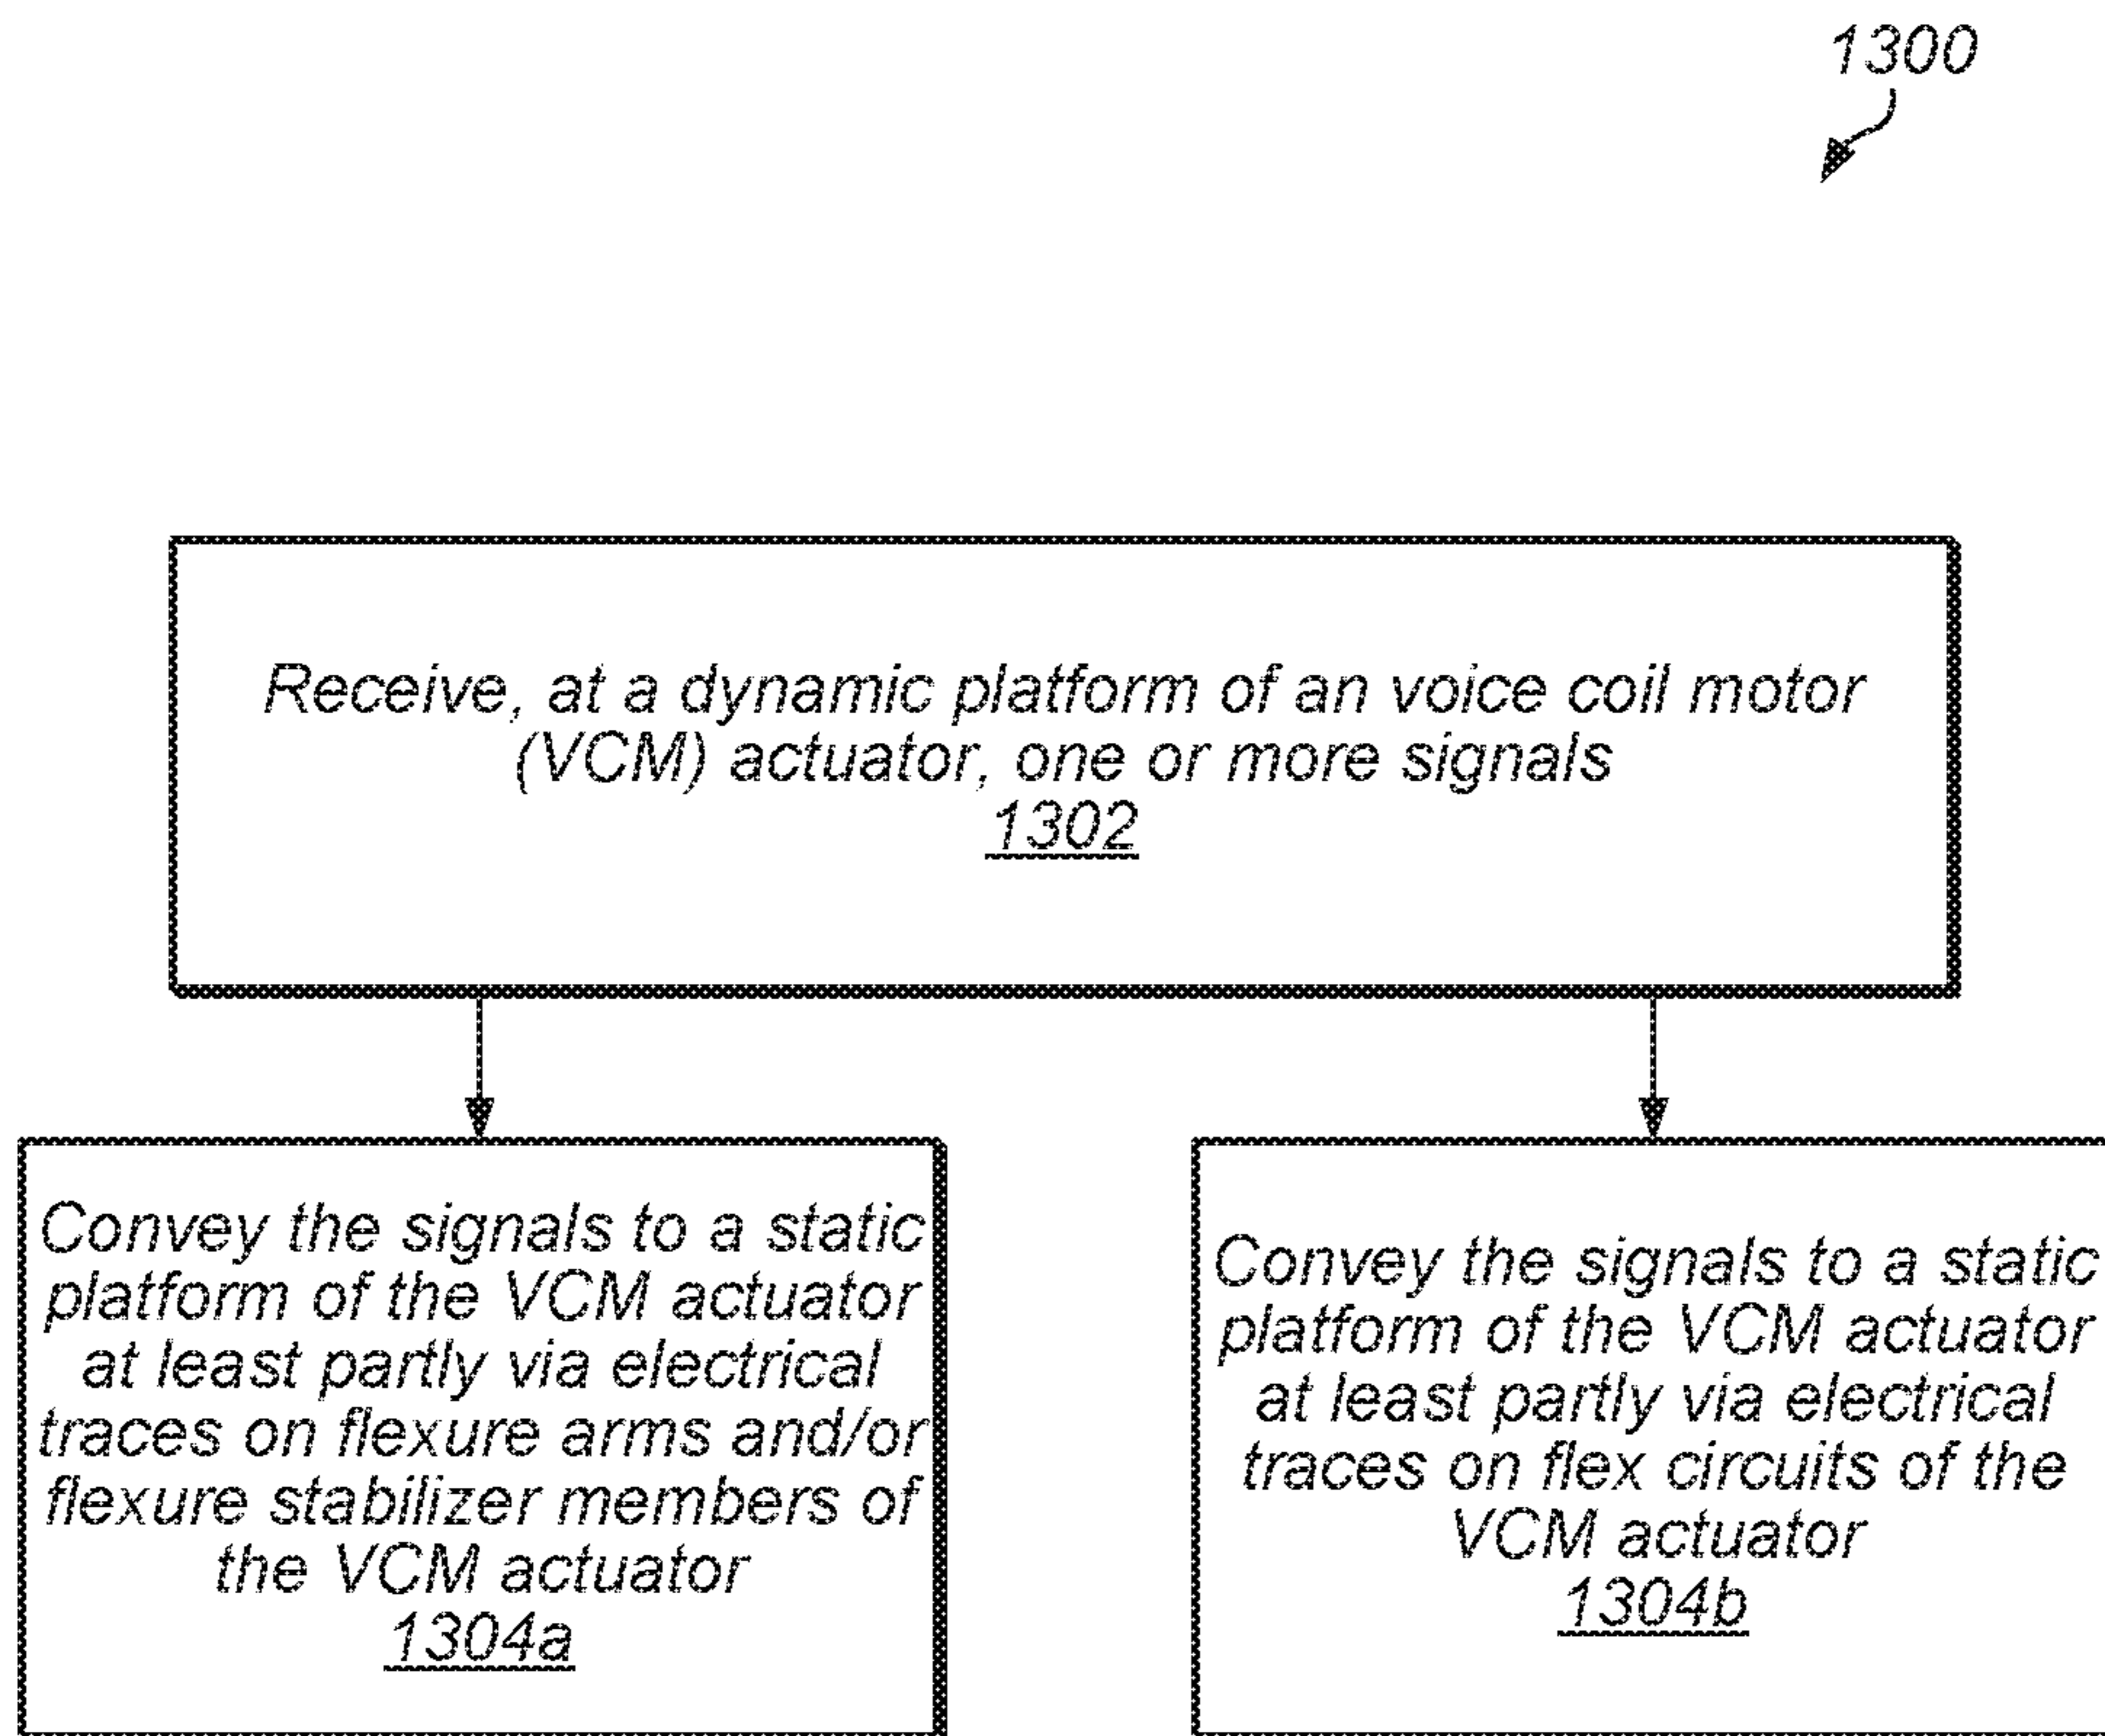 1300
Receive, at a dynamic platform of an voice coil motor
(VCM) actuator, one or more signals
1302
Convey the signals to a static
platform of the VCM actuator
at least partly via electrical
traces on flexure arms and/or
flexure stabilizer members of
the VCM actuator
1304a
Convey the signals to a static
platform of the VCM actuator
at least partly via electrical
traces on flex circuits of the
VCM actuator
1304b